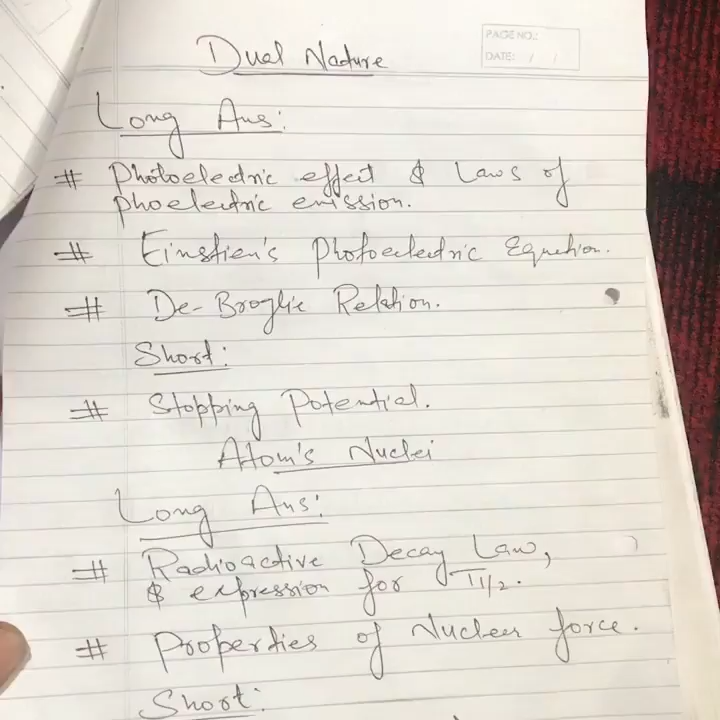 PAGE NO.:
DATE: / /
Dual Nature
Long Ans:
# Photoelectric effect & Laws of
phoelectric emission.
# Einstien's Photoelectric Equation.
# De-Broglie Relation.
Short:
# Stopping Potential.
Atom's Nuclei
Long Ans:
# Radioactive Decay Law,
& expression for T1/2.
# Properties of Nuclear force.
Short: